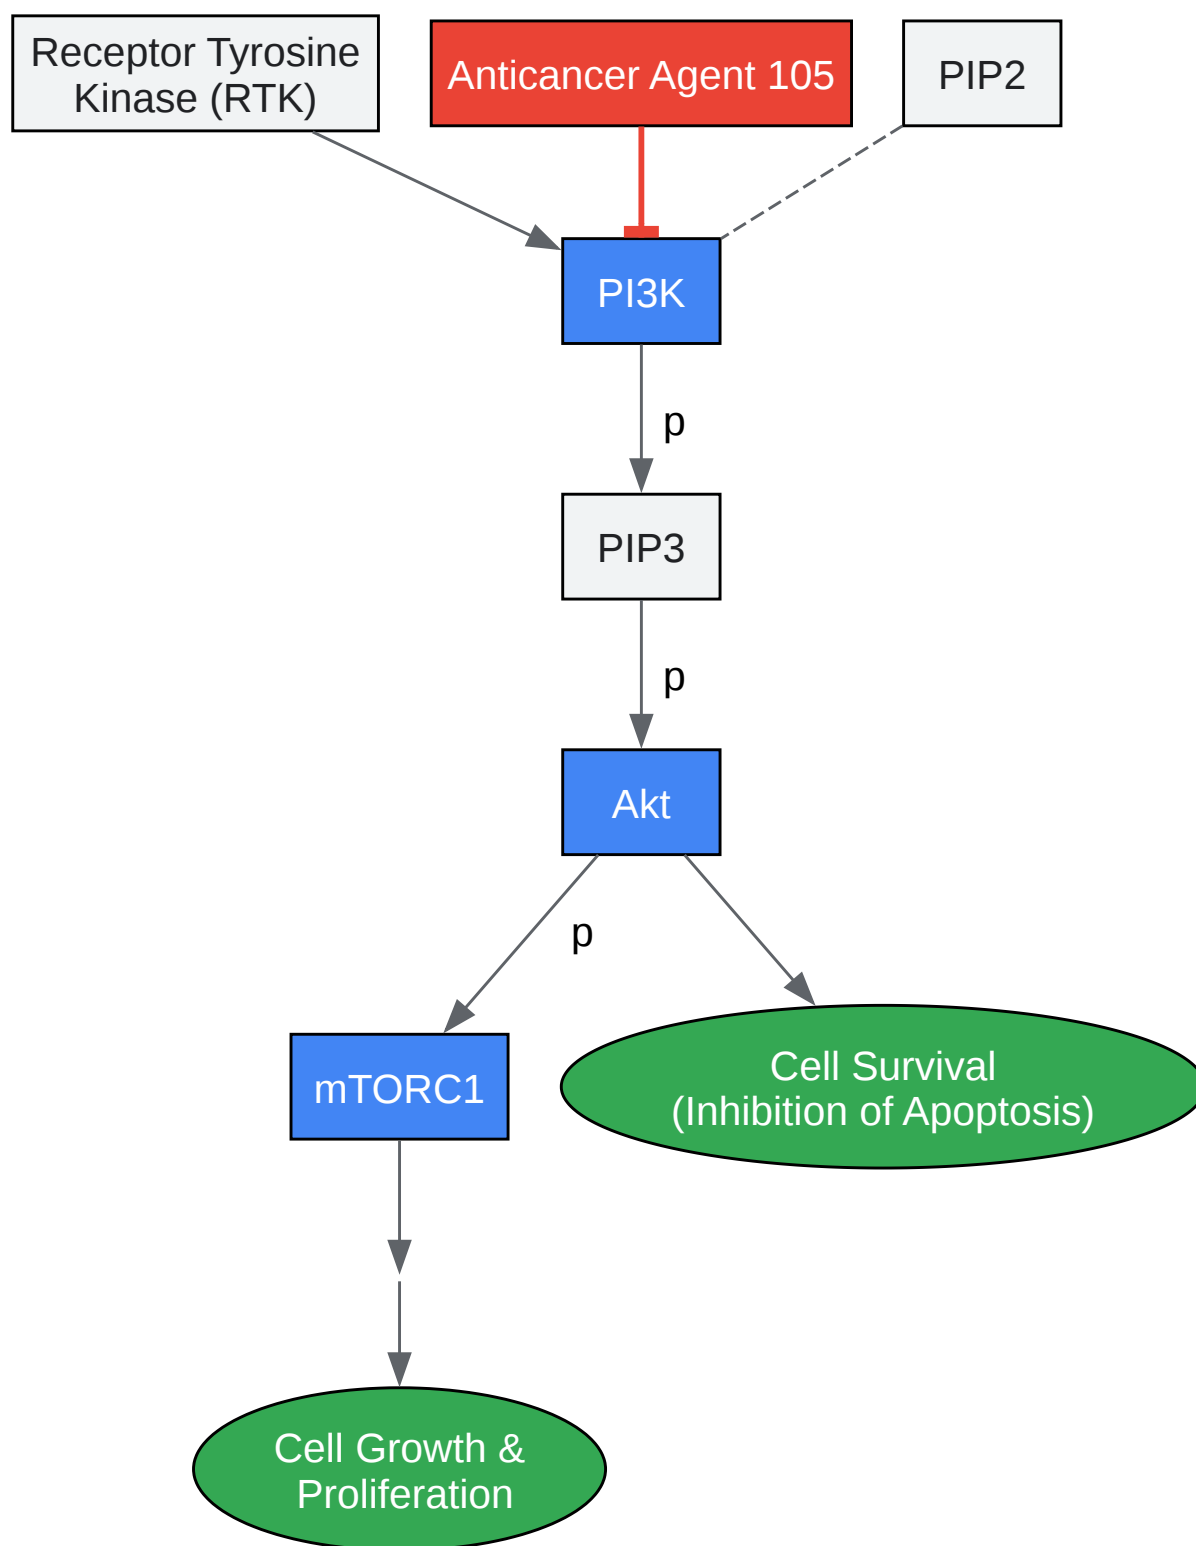 Receptor Tyrosine
Kinase (RTK)
Anticancer Agent 105
PIP2
PI3K
p
PIP3
p
Akt
p
mTORC1
Cell Survival
(Inhibition of Apoptosis)
Cell Growth &
Proliferation